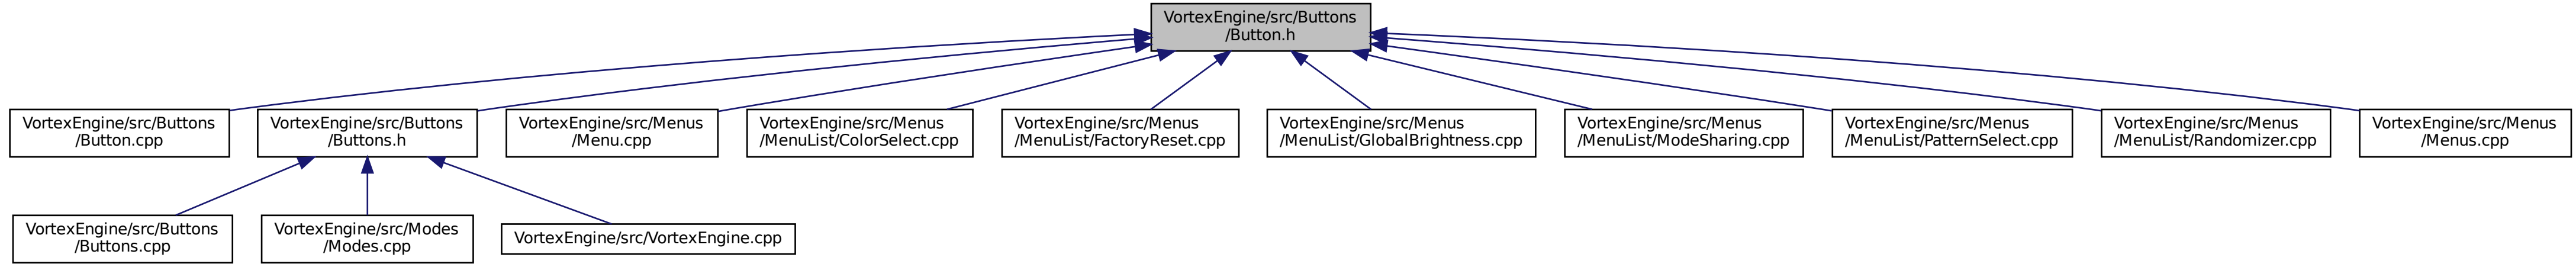 VortexEngine/src/Buttons
/Button.h
VortexEngine/src/Buttons
/Button.cpp
VortexEngine/src/Buttons
/Buttons.h
VortexEngine/src/Menus
/Menu.cpp
VortexEngine/src/Menus
/MenuList/ColorSelect.cpp
VortexEngine/src/Menus
/MenuList/FactoryReset.cpp
VortexEngine/src/Menus
/MenuList/GlobalBrightness.cpp
VortexEngine/src/Menus
/MenuList/ModeSharing.cpp
VortexEngine/src/Menus
/MenuList/PatternSelect.cpp
VortexEngine/src/Menus
/MenuList/Randomizer.cpp
VortexEngine/src/Menus
/Menus.cpp
VortexEngine/src/Buttons
/Buttons.cpp
VortexEngine/src/Modes
/Modes.cpp
VortexEngine/src/VortexEngine.cpp